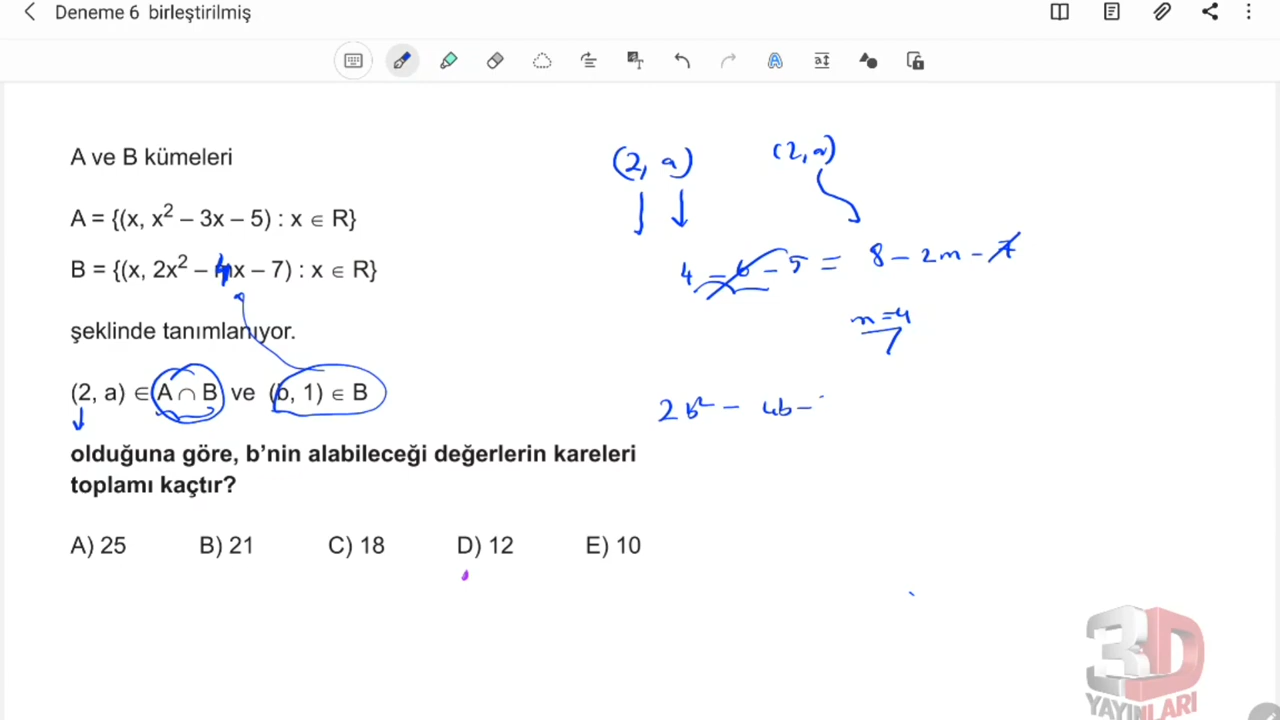 Deneme 6 birleştirilmiş
A ve B kümeleri
A = {(x, x² – 3x – 5) : x ∈ R}
B = {(x, 2x² – 4x – 7) : x ∈ R}
şeklinde tanımlanıyor.
(2, a) ∈ A ∩ B ve (b, 1) ∈ B
olduğuna göre, b’nin alabileceği değerlerin kareleri
toplamı kaçtır?
A) 25 B) 21 C) 18 D) 12 E) 10
(2, a) (2, a)
4 – 6 – 5 = 8 – 2m – 7
m = 4
2b² – 4b –
3D
YAYINLARI